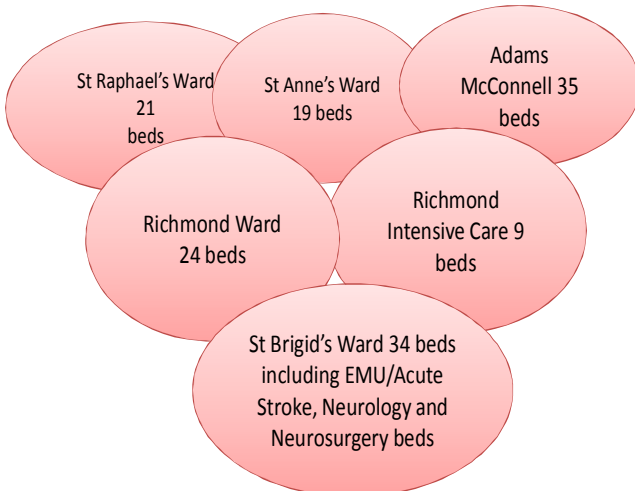 St Raphael’s Ward
21
beds
St Anne’s Ward
19 beds
Adams
McConnell 35
beds
Richmond Ward
24 beds
Richmond
Intensive Care 9
beds
St Brigid’s Ward 34 beds
including EMU/Acute
Stroke, Neurology and
Neurosurgery beds